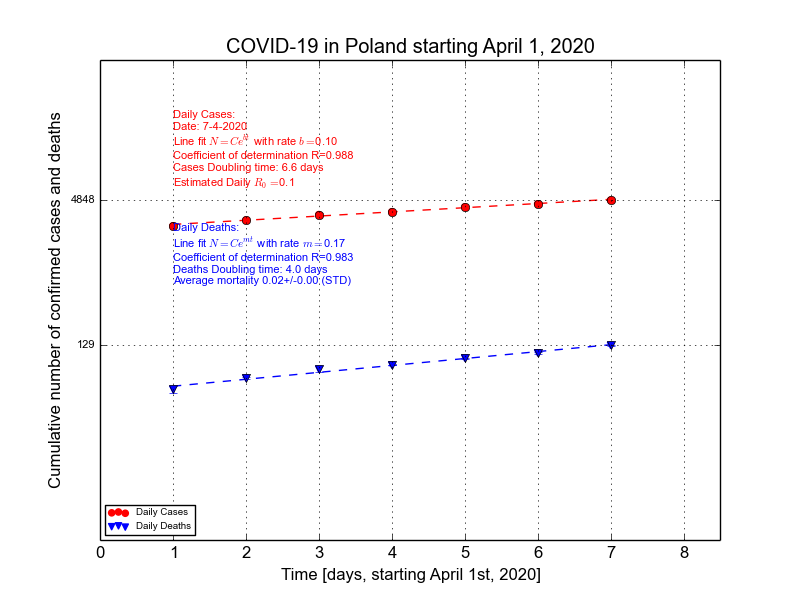 COVID-19 in Poland starting April 1, 2020
Daily Cases:
Date: 7-4-2020
Line fit N = Ce^{bt} with rate b = 0.10
Coefficient of determination R=0.988
Cases Doubling time: 6.6 days
Estimated Daily R_0 = 0.1
4848
Daily Deaths:
Line fit N = Ce^{mt} with rate m = 0.17
Coefficient of determination R=0.983
Deaths Doubling time: 4.0 days
Average mortality 0.02+/-0.00 (STD)
129
Cumulative number of confirmed cases and deaths
Daily Cases
Daily Deaths
0 1 2 3 4 5 6 7 8
Time [days, starting April 1st, 2020]